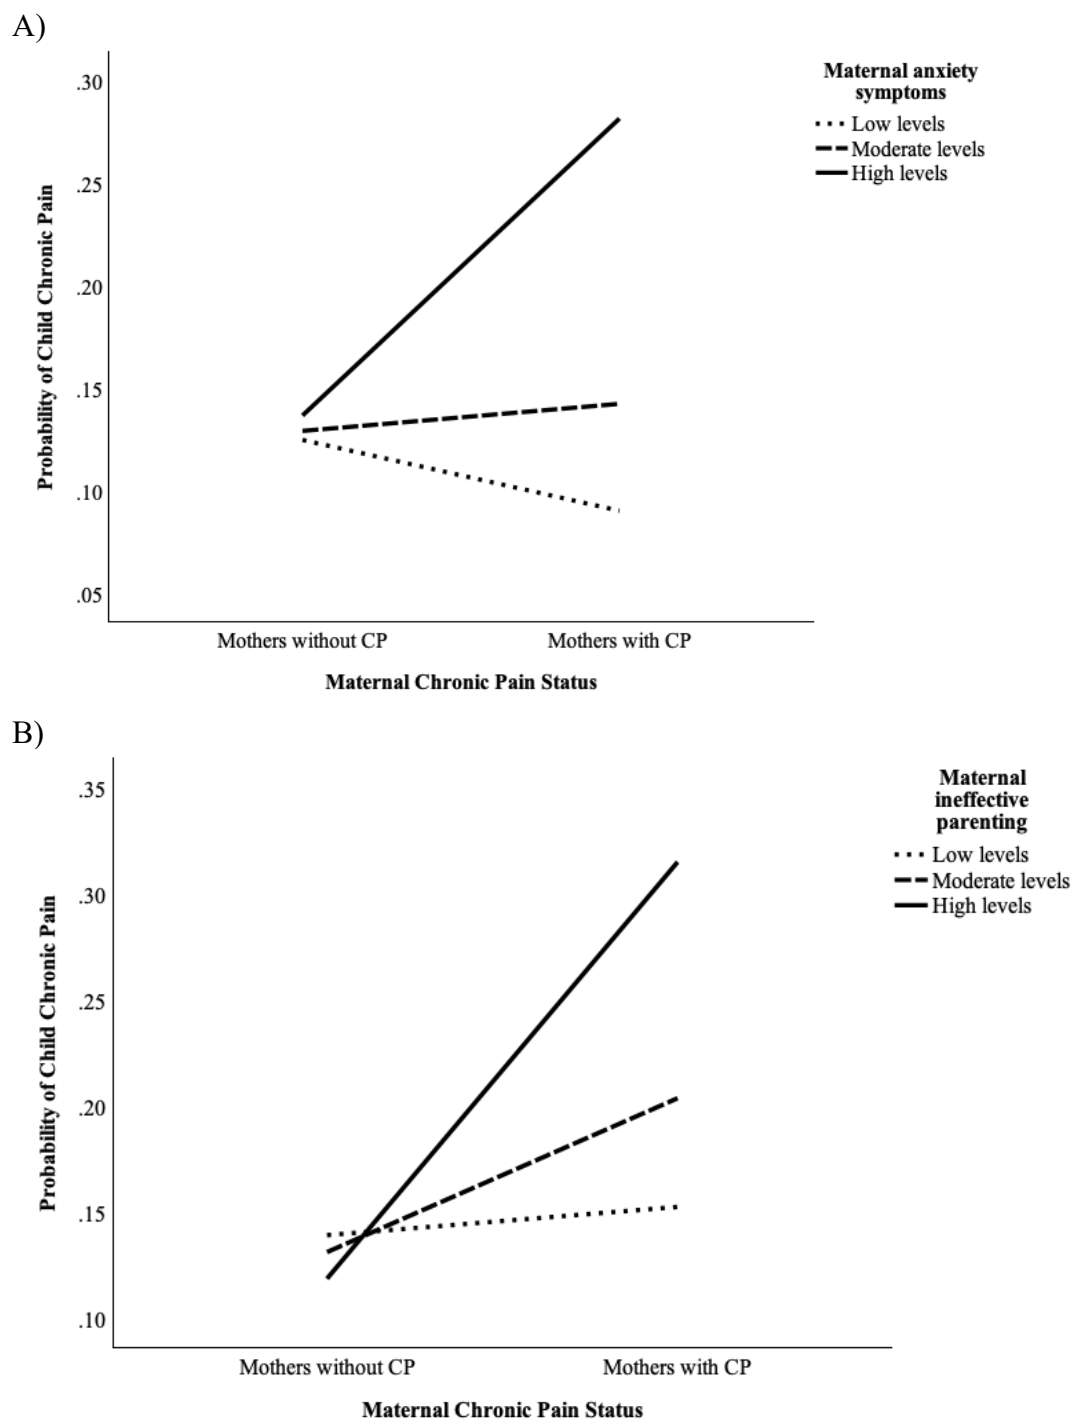 A)
Probability of Child Chronic Pain
.30
.25
.20
.15
.10
.05
Mothers without CP
Mothers with CP
Maternal Chronic Pain Status
Maternal anxiety
symptoms
Low levels
Moderate levels
High levels
B)
Probability of Child Chronic Pain
.35
.30
.25
.20
.15
.10
Mothers without CP
Mothers with CP
Maternal Chronic Pain Status
Maternal
ineffective
parenting
Low levels
Moderate levels
High levels